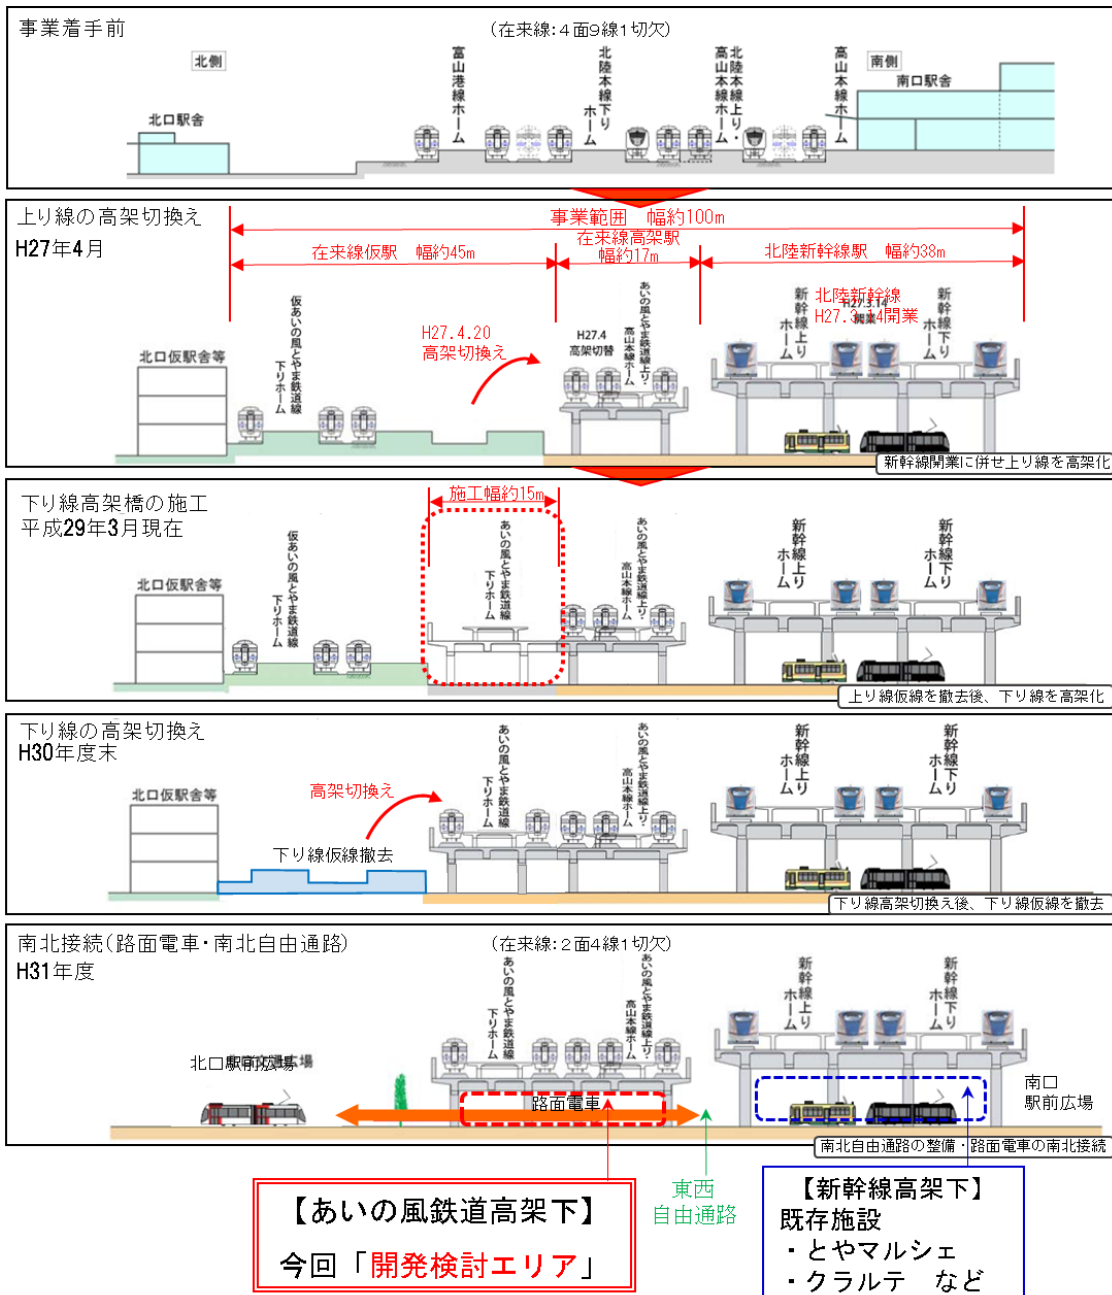 事業着手前
(在来線:4面9線1切欠)
北側
南側
北口駅舎
富山港線ホーム
北陸本線下り
ホーム
北陸本線上り・
高山本線ホーム
高山本線ホーム
南口駅舎
上り線の高架切換え
H27年4月
事業範囲 幅約100m
在来線仮駅 幅約45m
在来線高架駅
幅約17m
北陸新幹線駅 幅約38m
北陸新幹線
H27.3.14開業
H27.3.14
開業
H27.4.20
高架切換え
H27.4
高架切替
北口仮駅舎等
仮あいの風とやま鉄道線
下りホーム
あいの風とやま鉄道線上り・
高山本線ホーム
新幹線上り
ホーム
新幹線下り
ホーム
新幹線開業に併せ上り線を高架化
下り線高架橋の施工
平成29年3月現在
施工幅約15m
北口仮駅舎等
仮あいの風とやま鉄道線
下りホーム
あいの風とやま鉄道線
下りホーム
あいの風とやま鉄道線上り・
高山本線ホーム
新幹線上り
ホーム
新幹線下り
ホーム
上り線仮線を撤去後、下り線を高架化
下り線の高架切換え
H30年度末
北口仮駅舎等
高架切換え
下り線仮線撤去
あいの風とやま鉄道線
下りホーム
あいの風とやま鉄道線上り・
高山本線ホーム
新幹線上り
ホーム
新幹線下り
ホーム
下り線高架切換え後、下り線仮線を撤去
南北接続(路面電車・南北自由通路)
H31年度
(在来線:2面4線1切欠)
北口駅前広場
あいの風とやま鉄道線
下りホーム
あいの風とやま鉄道線上り・
高山本線ホーム
新幹線上り
ホーム
新幹線下り
ホーム
路面電車
南口
駅前広場
南北自由通路の整備・路面電車の南北接続
【あいの風鉄道高架下】
今回「開発検討エリア」
東西
自由通路
【新幹線高架下】
既存施設
・とやマルシェ
・クラルテ など